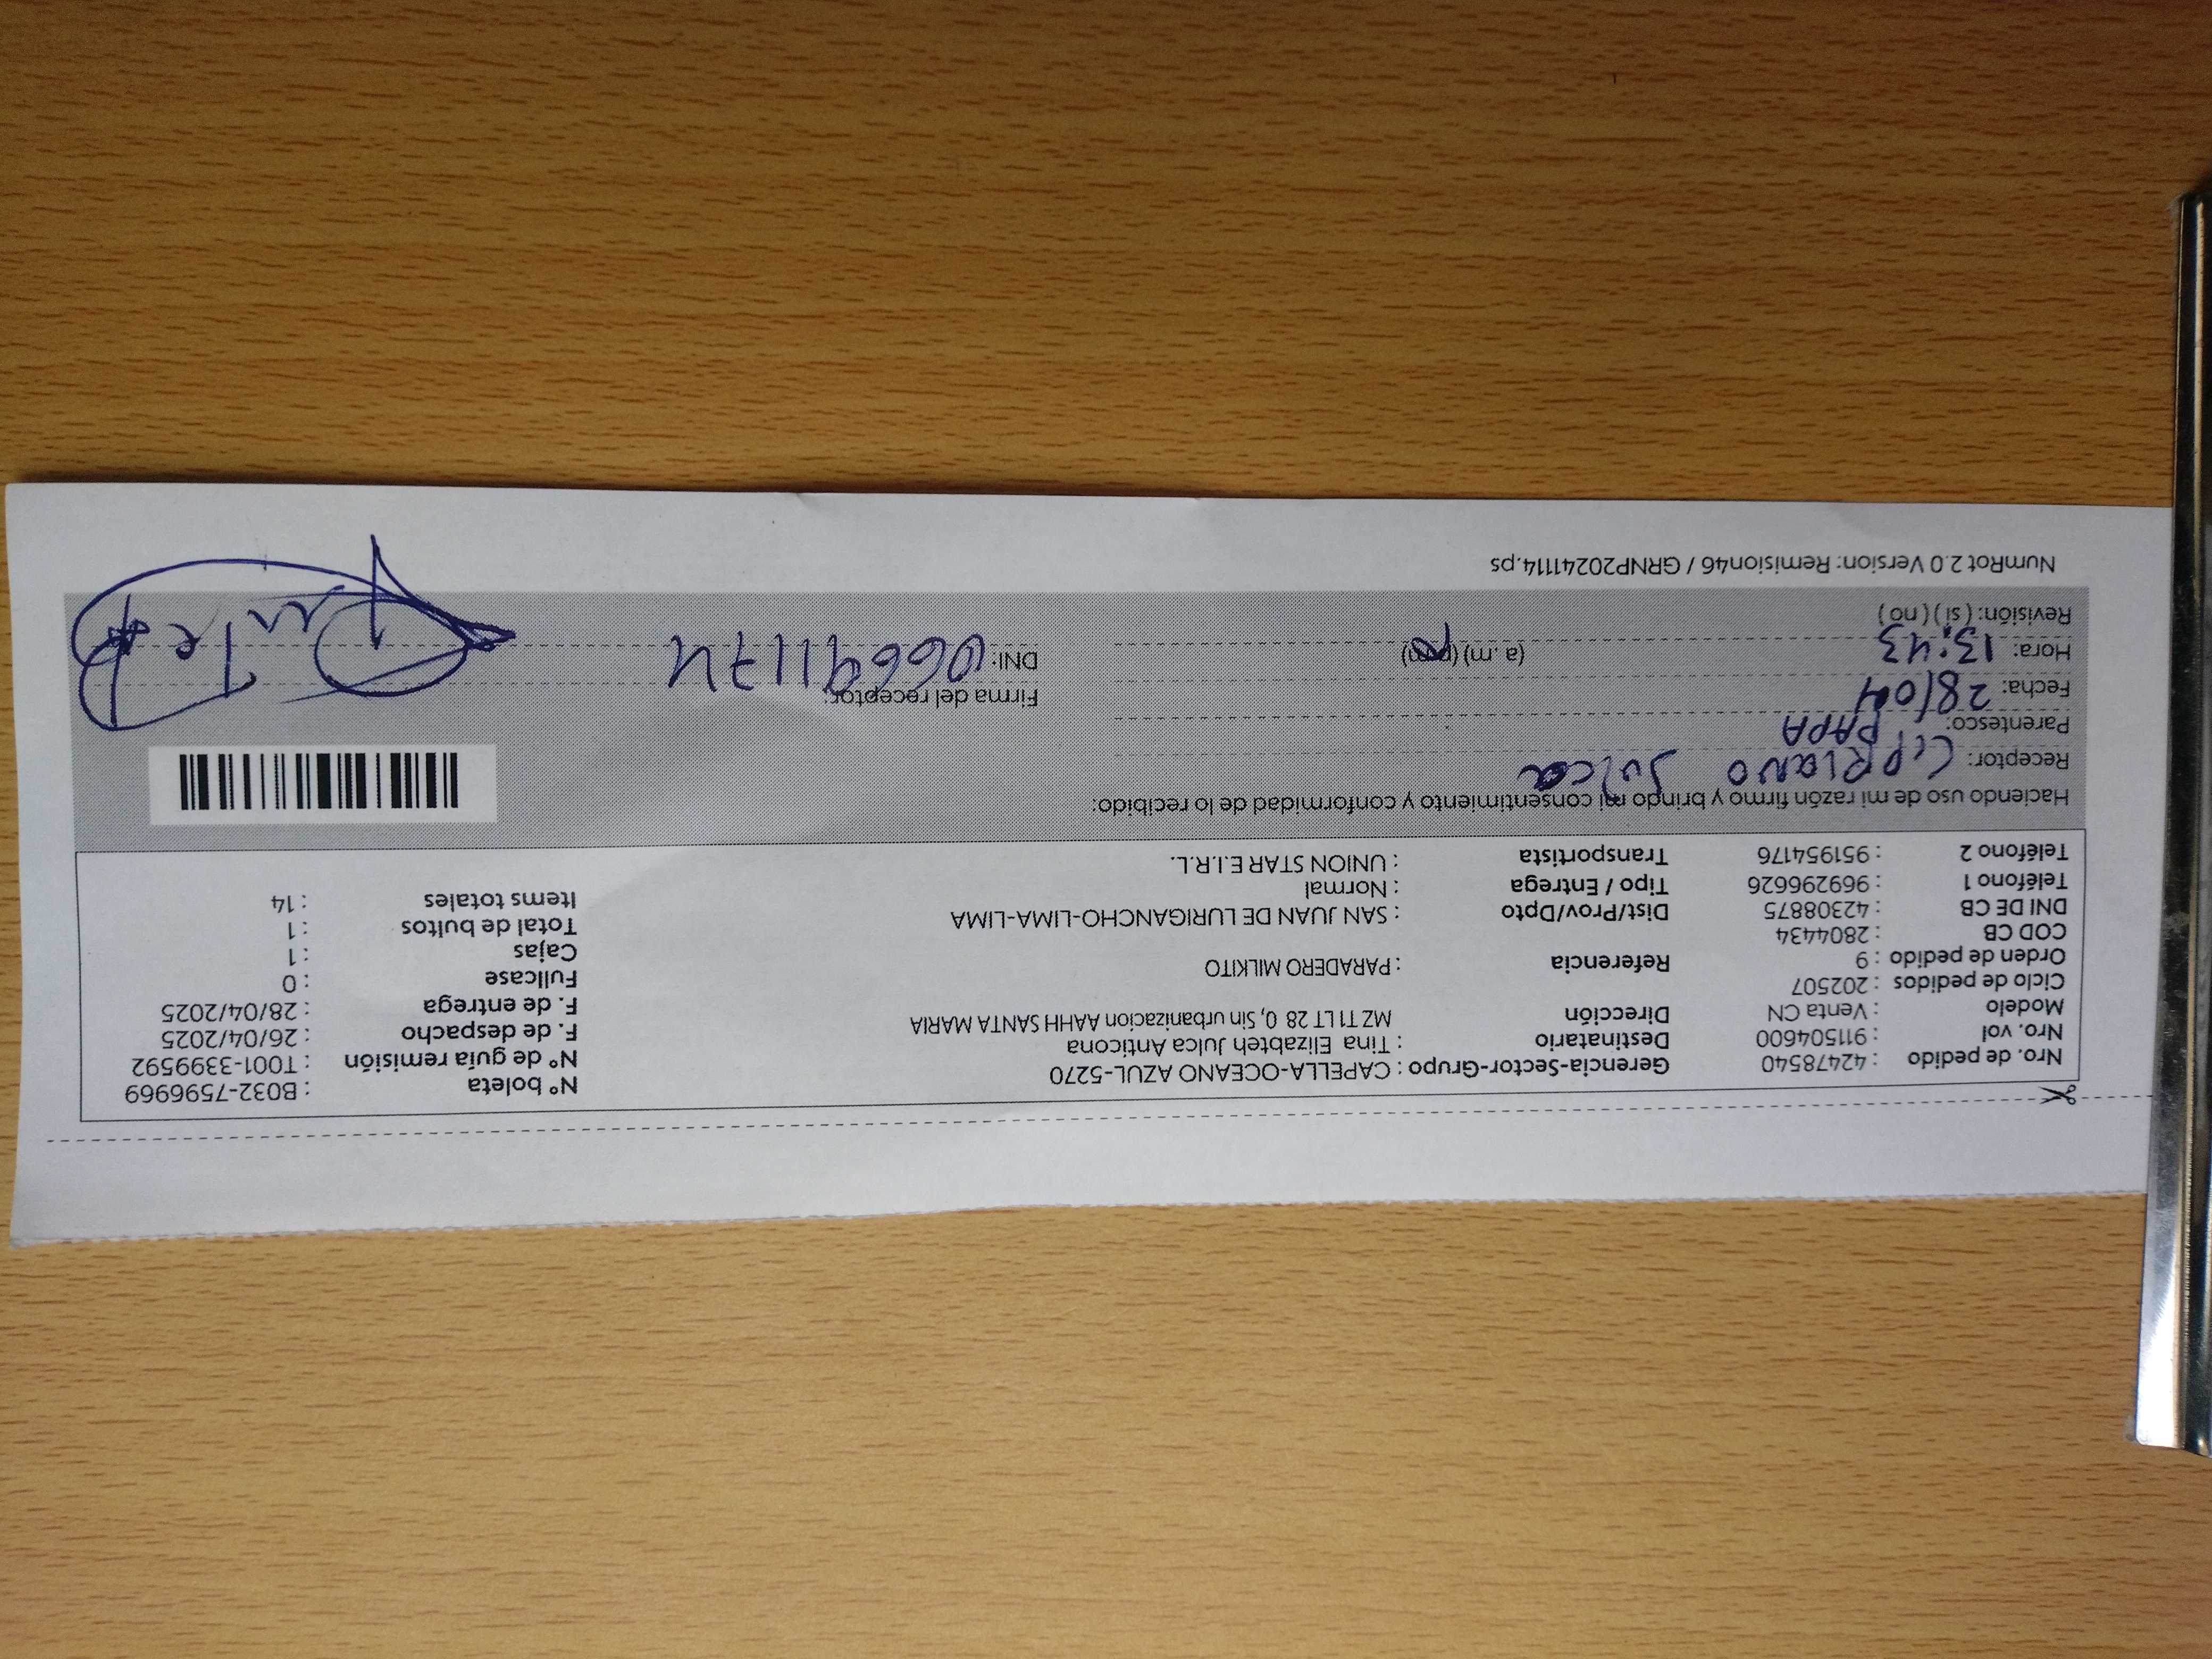 Nro. de pedido : 42478540 Gerencia-Sector-Grupo : CAPELLA-OCEANO AZUL-5270 N° boleta : B032-7596969
Nro. vol : 911504600 Destinatario : Tina Elizabteh Julca Anticona N° de guía remisión : T001-3399592
Modelo : Venta CN Dirección MZ T1 LT 28 0, Sin urbanizacion AAHH SANTA MARIA F. de despacho : 26/04/2025
Ciclo de pedidos : 202507 F. de entrega : 28/04/2025
Orden de pedido : 9 Referencia : PARADERO MILKITO Fullcase : 0
COD CB : 2804434 Cajas : 1
DNI DE CB : 42308875 Dist/Prov/Dpto : SAN JUAN DE LURIGANCHO-LIMA-LIMA Total de bultos : 1
Teléfono 1 : 969296626 Tipo / Entrega : Normal Items totales : 14
Teléfono 2 : 951954176 Transportista : UNION STAR E.I.R.L.
Haciendo uso de mi razón firmo y brindo mi consentimiento y conformidad de lo recibido:
Receptor: CiPRIANO Julca
Parentesco: PAPA
Fecha: 28/04 Firma del receptor:
Hora: 13:43 (a. m) (p. m) DNI:
Revisión: ( si ) ( no )
NumRot 2.0 Version: Remision46 / GRNP20241114.ps